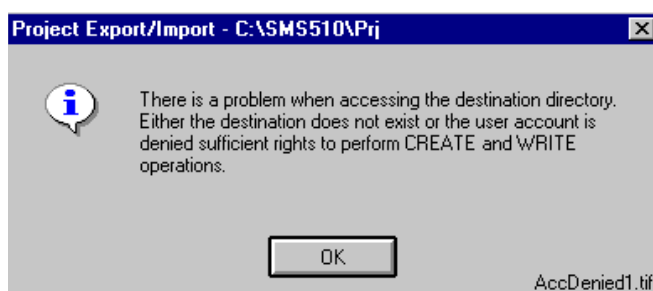 Project Export/Import - C:\SMS510\Prj
There is a problem when accessing the destination directory.
Either the destination does not exist or the user account is
denied sufficient rights to perform CREATE and WRITE
operations.
OK
AccDenied1.tif